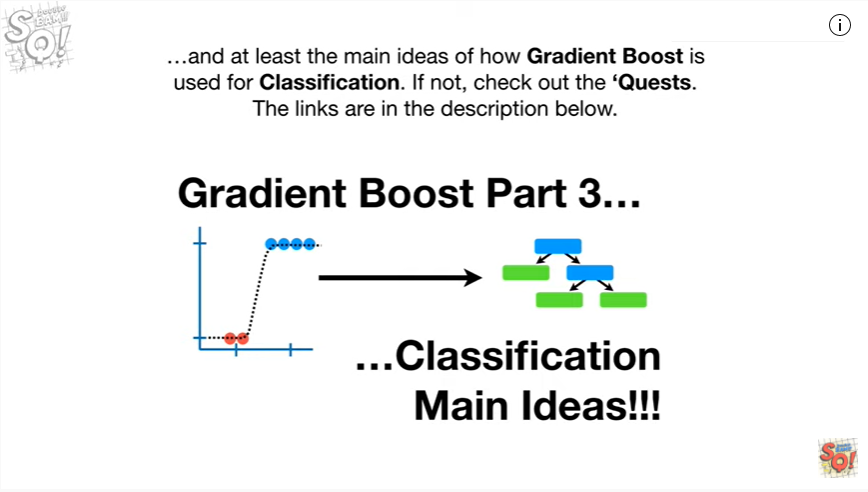 …and at least the main ideas of how Gradient Boost is
used for Classification. If not, check out the ‘Quests.
The links are in the description below.
Gradient Boost Part 3…
…Classification
Main Ideas!!!
SQ!